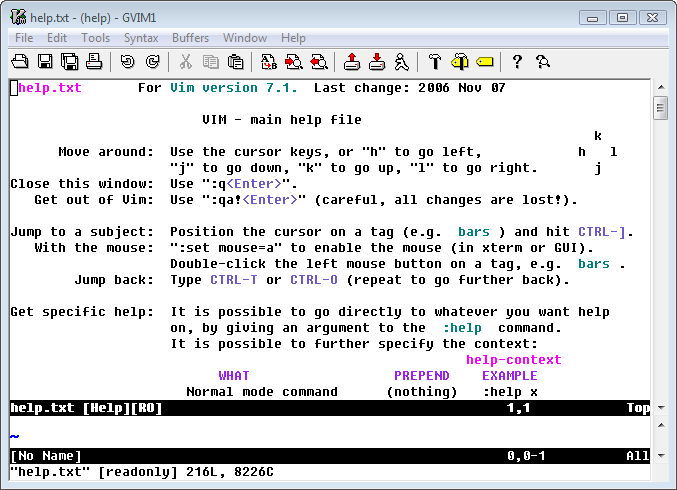 help.txt - (help) - GVIM1
File Edit Tools Syntax Buffers Window Help
help.txt For Vim version 7.1. Last change: 2006 Nov 07
VIM - main help file
k
Move around: Use the cursor keys, or "h" to go left, h l
"j" to go down, "k" to go up, "l" to go right. j
Close this window: Use ":q<Enter>".
Get out of Vim: Use ":qa!<Enter>" (careful, all changes are lost!).
Jump to a subject: Position the cursor on a tag (e.g. bars ) and hit CTRL-].
With the mouse: ":set mouse=a" to enable the mouse (in xterm or GUI).
Double-click the left mouse button on a tag, e.g. bars .
Jump back: Type CTRL-T or CTRL-O (repeat to go further back).
Get specific help: It is possible to go directly to whatever you want help
on, by giving an argument to the :help command.
It is possible to further specify the context:
help-context
WHAT PREPEND EXAMPLE
Normal mode command (nothing) :help x
help.txt [Help][RO] 1,1 Top
~
[No Name] 0,0-1 All
"help.txt" [readonly] 216L, 8226C